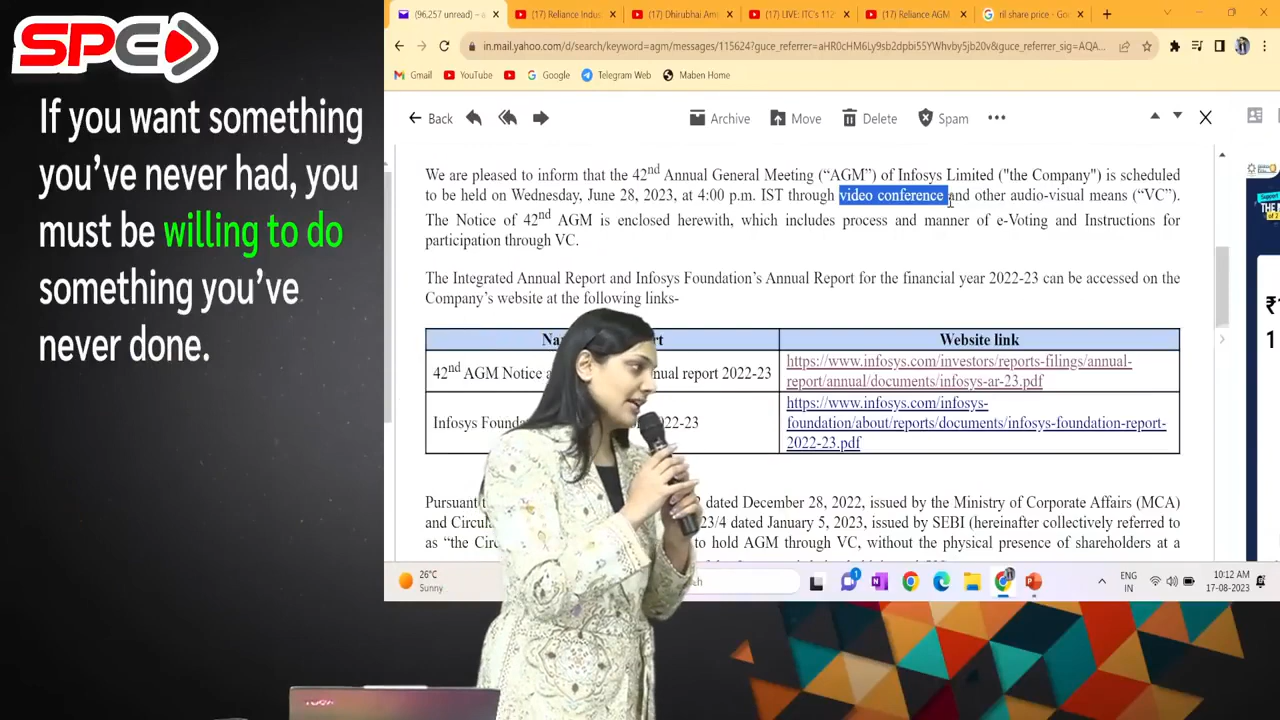 SPE
If you want something
you've never had, you
must be willing to do
something you've
never done.
(96,257 unread) – a
(17) Reliance Indus
(17) Dhirubhai Am
(17) LIVE: ITC's 112
(17) Reliance AGM
ril share price - Goo
in.mail.yahoo.com/d/search/keyword=agm/messages/115624?guce_referrer=aHR0cHM6Ly9sb2dpbi55YWhvby5jb20v&guce_referrer_sig=AQA...
Gmail YouTube Google Telegram Web Maben Home
Back Archive Move Delete Spam
We are pleased to inform that the 42nd Annual General Meeting (“AGM”) of Infosys Limited ("the Company") is scheduled
to be held on Wednesday, June 28, 2023, at 4:00 p.m. IST through video conference and other audio-visual means (“VC”).
The Notice of 42nd AGM is enclosed herewith, which includes process and manner of e-Voting and Instructions for
participation through VC.
The Integrated Annual Report and Infosys Foundation’s Annual Report for the financial year 2022-23 can be accessed on the
Company’s website at the following links-
Website link
42nd AGM Notice a nnual report 2022-23
https://www.infosys.com/investors/reports-filings/annual-
report/annual/documents/infosys-ar-23.pdf
Infosys Founda 2022-23
https://www.infosys.com/infosys-
foundation/about/reports/documents/infosys-foundation-report-
2022-23.pdf
Pursuant dated December 28, 2022, issued by the Ministry of Corporate Affairs (MCA)
and Circul 23/4 dated January 5, 2023, issued by SEBI (hereinafter collectively referred to
as “the Circ to hold AGM through VC, without the physical presence of shareholders at a
26°C
Sunny
ENG
IN
10:12 AM
17-08-2023